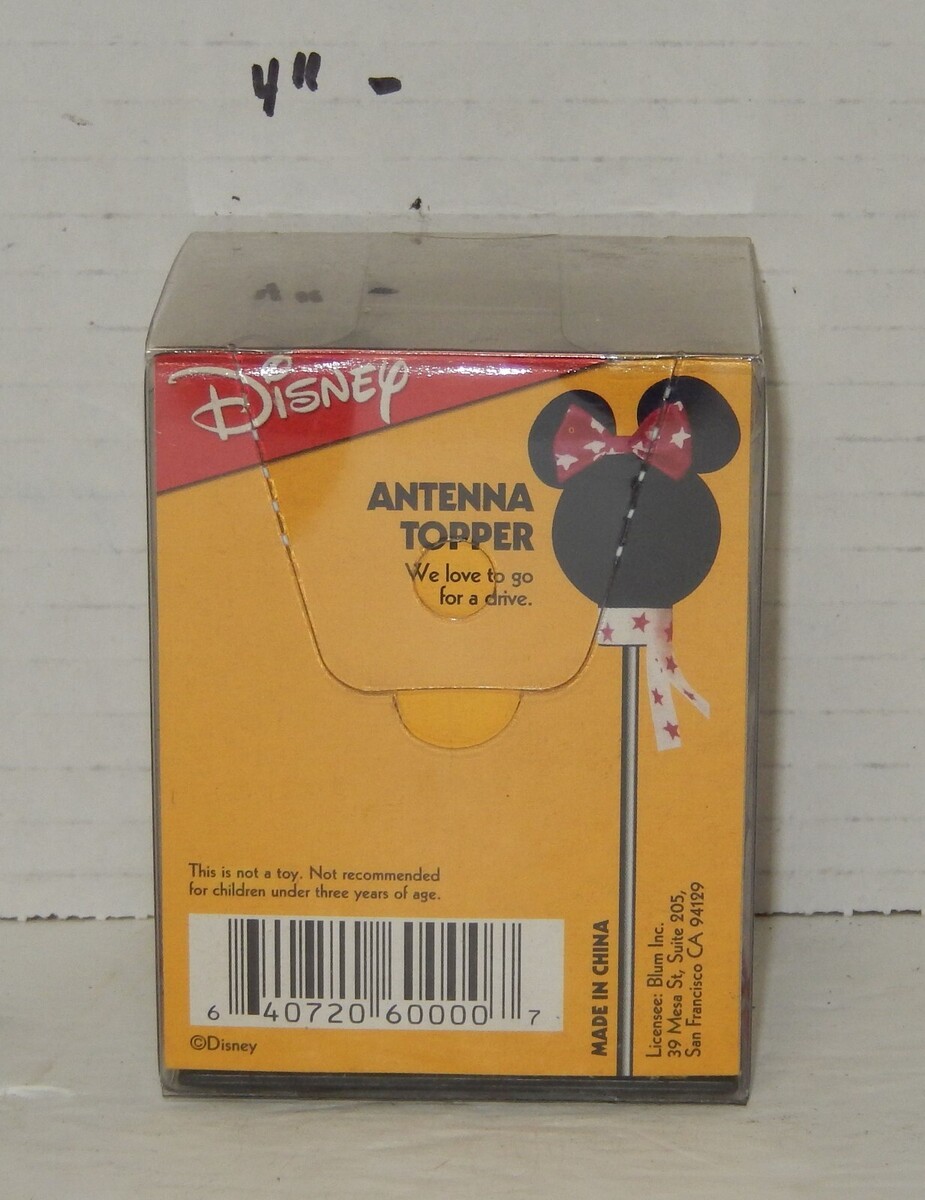 4" -
Disney
ANTENNA
TOPPER
We love to go
for a drive.
This is not a toy. Not recommended
for children under three years of age.
6 40720 60000 7
©Disney
MADE IN CHINA
Licensee: Blum Inc.
39 Mesa St, Suite 205,
San Francisco CA 94129